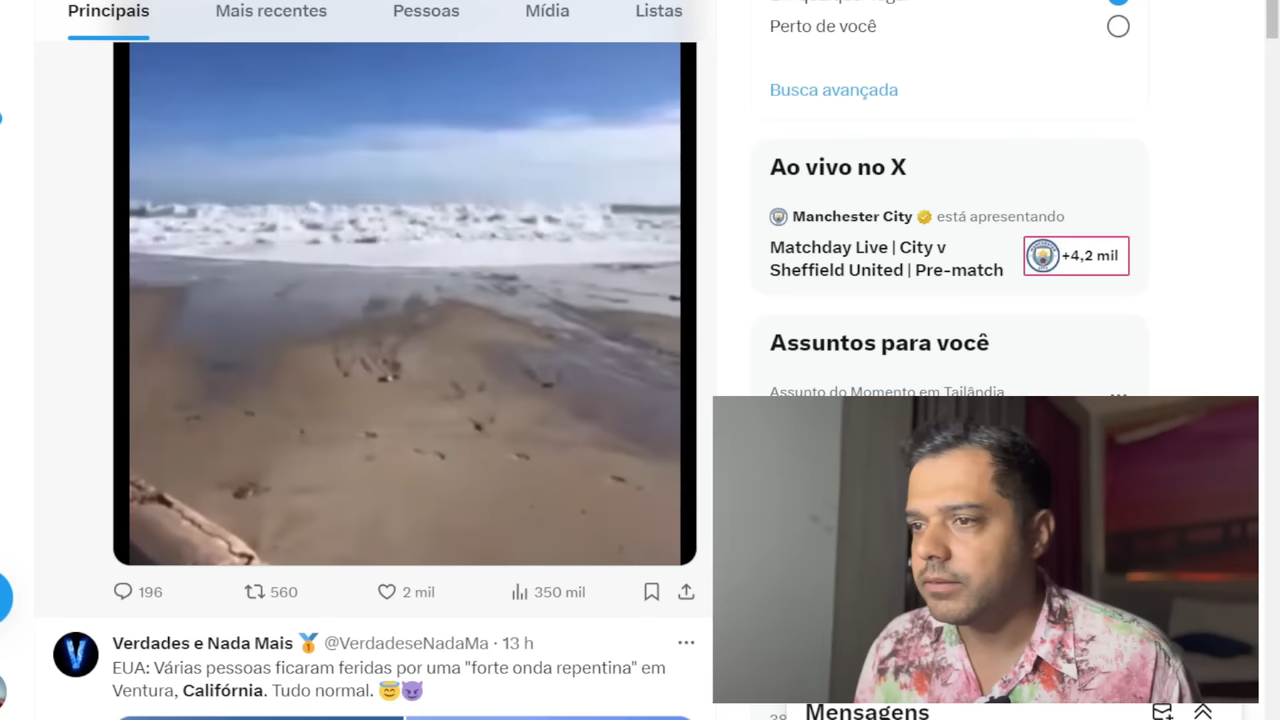 Principais
Mais recentes
Pessoas
Mídia
Listas
196
560
2 mil
350 mil
Verdades e Nada Mais 🥇 @VerdadeseNadaMa · 13 h
EUA: Várias pessoas ficaram feridas por uma "forte onda repentina" em
Ventura, Califórnia. Tudo normal. 😇😈
Perto de você
Busca avançada
Ao vivo no X
Manchester City está apresentando
Matchday Live | City v
Sheffield United | Pre-match
+4,2 mil
Assuntos para você
Assunto do Momento em Tailândia
Mensagens